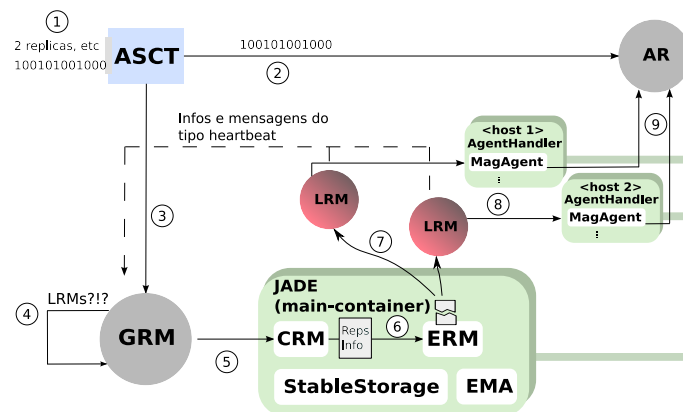 1
2 replicas, etc
100101001000
ASCT
100101001000
2
AR
Infos e mensagens do
tipo heartbeat
<host 1>
AgentHandler
MagAgent
...
9
<host 2>
AgentHandler
MagAgent
...
LRM
LRM
8
3
7
JADE
(main-container)
LRMs?!?
4
GRM
5
CRM
Reps
Info
6
ERM
StableStorage
EMA